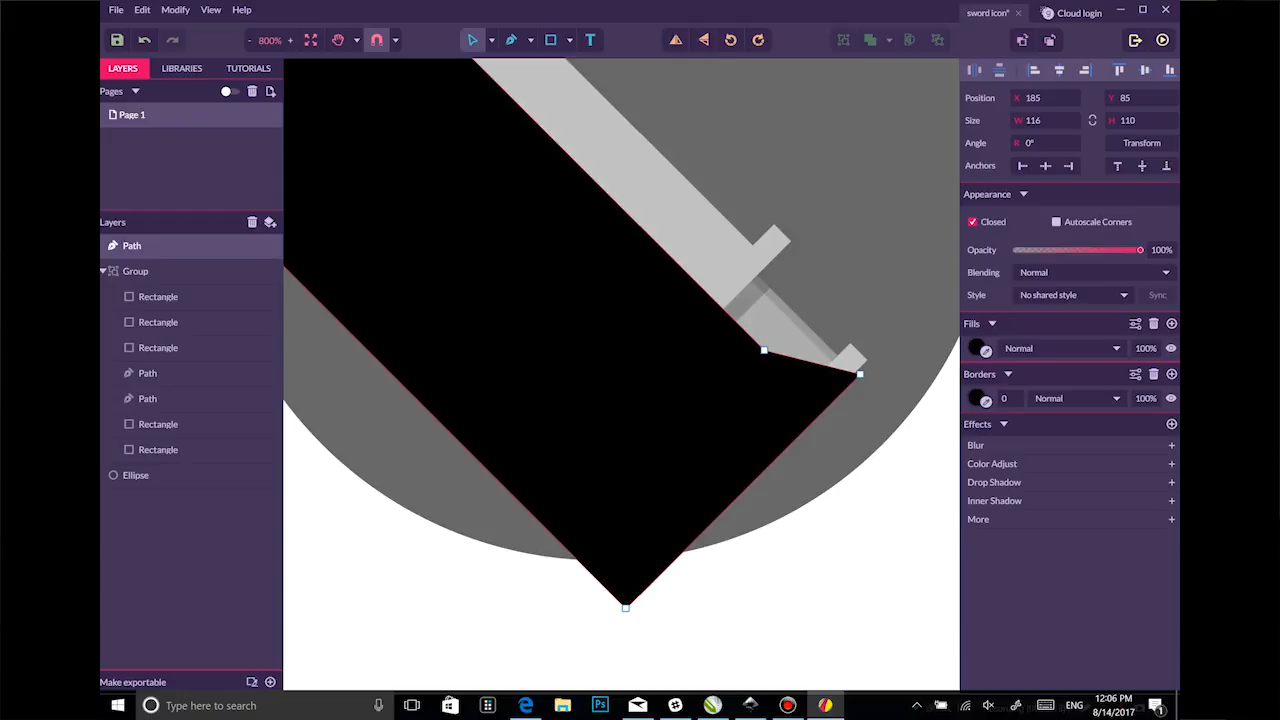 File Edit Modify View Help
sword icon* Cloud login
- 800% + T
LAYERS LIBRARIES TUTORIALS
Pages
Page 1
Layers
Path
Group
Rectangle
Rectangle
Rectangle
Path
Path
Rectangle
Rectangle
Ellipse
Make exportable
Position X 185 Y 85
Size W 116 H 110
Angle R 0° Transform
Anchors
Appearance
Closed Autoscale Corners
Opacity 100%
Blending Normal
Style No shared style Sync
Fills
Normal 100%
Borders
0 Normal 100%
Effects
Blur +
Color Adjust +
Drop Shadow +
Inner Shadow +
More +
Type here to search
Ps
ENG
12:06 PM
8/14/2017
1